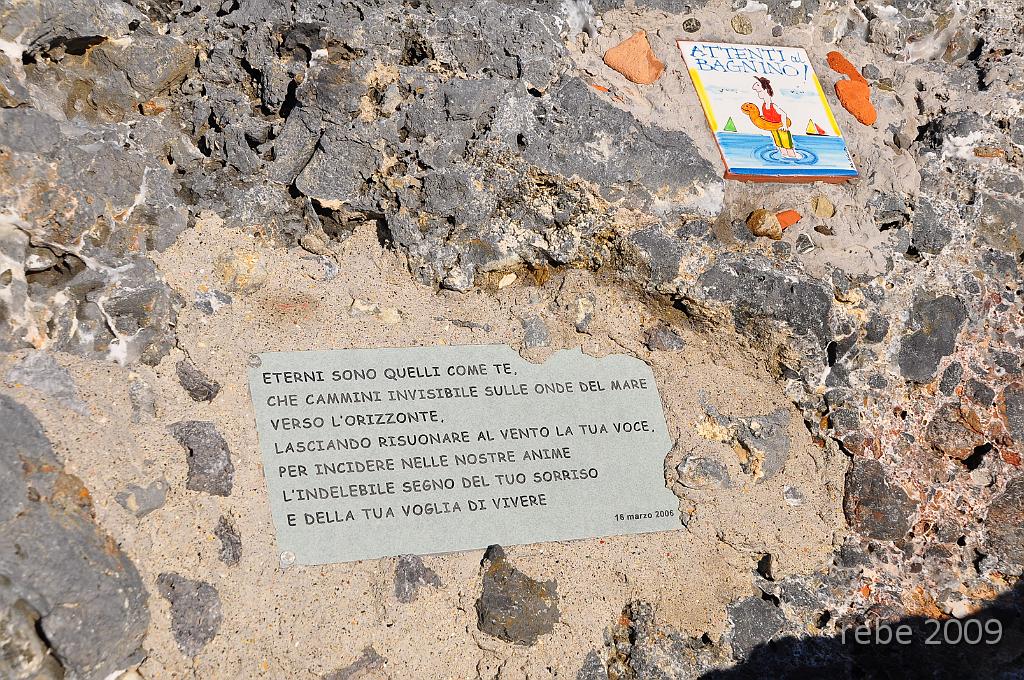 ATTENTI al
BAGNINO!
ETERNI SONO QUELLI COME TE,
CHE CAMMINI INVISIBILE SULLE ONDE DEL MARE
VERSO L'ORIZZONTE,
LASCIANDO RISUONARE AL VENTO LA TUA VOCE,
PER INCIDERE NELLE NOSTRE ANIME
L'INDELEBILE SEGNO DEL TUO SORRISO
E DELLA TUA VOGLIA DI VIVERE
16 marzo 2006
rebe 2009